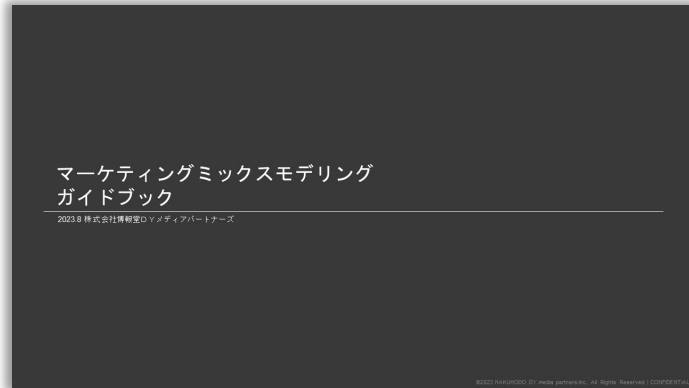 マーケティングミックスモデリング
ガイドブック
2023.8 株式会社博報堂ＤＹメディアパートナーズ
©2023 HAKUHODO DY media partners inc. All Rights Reserved | CONFIDENTIAL